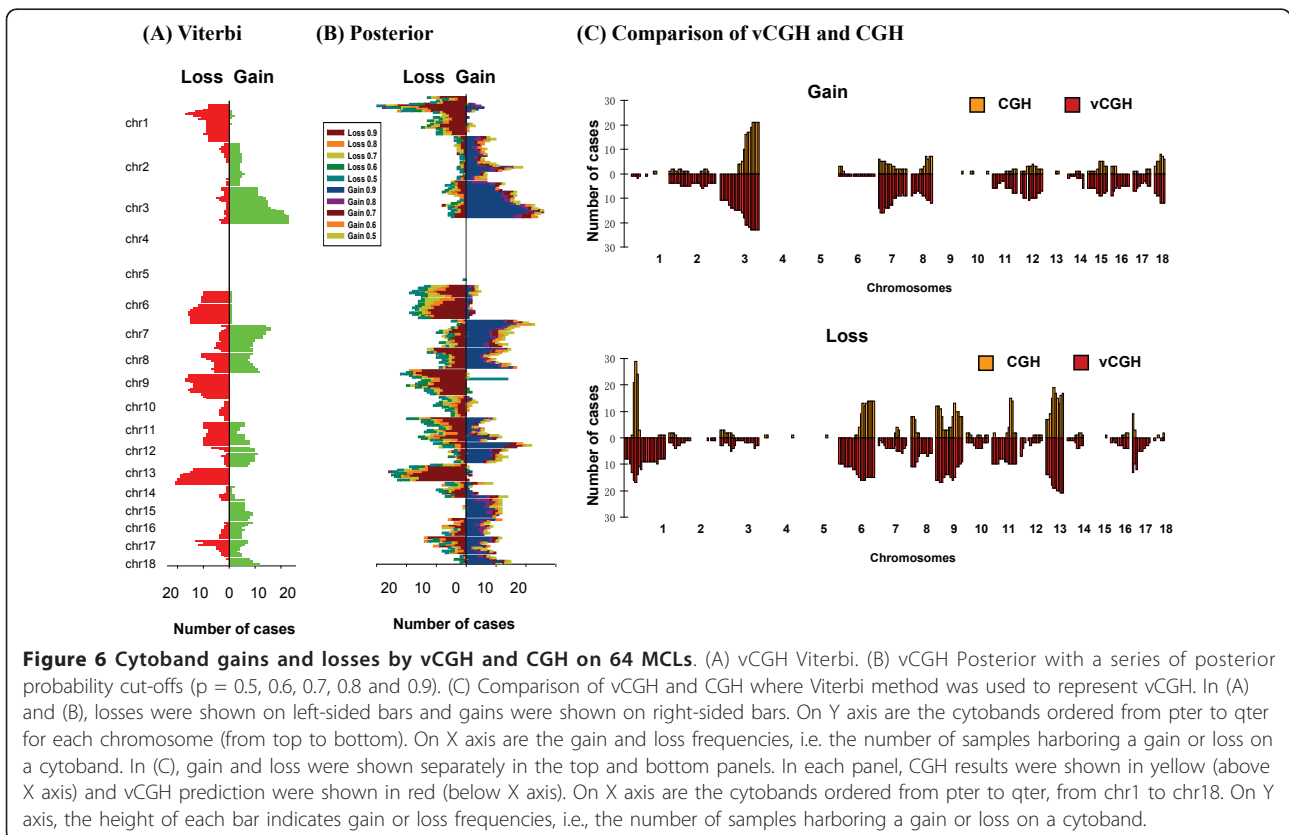 (A) Viterbi
(B) Posterior
(C) Comparison of vCGH and CGH
Loss Gain
chr1
chr2
chr3
chr4
chr5
chr6
chr7
chr8
chr9
chr10
chr11
chr12
chr13
chr14
chr15
chr16
chr17
chr18
20 10 0 10 20
Number of cases
Loss Gain
Loss 0.9
Loss 0.8
Loss 0.7
Loss 0.6
Loss 0.5
Gain 0.9
Gain 0.8
Gain 0.7
Gain 0.6
Gain 0.5
20 10 0 10 20
Number of cases
Gain
CGH vCGH
Number of cases
30
20
10
0
10
20
30
1 2 3 4 5 6 7 8 9 10 11 12 13 14 15 16 17 18
Chromosomes
Loss
CGH vCGH
Number of cases
30
20
10
0
10
20
30
1 2 3 4 5 6 7 8 9 10 11 12 13 14 15 16 17 18
Chromosomes
Figure 6 Cytoband gains and losses by vCGH and CGH on 64 MCLs. (A) vCGH Viterbi. (B) vCGH Posterior with a series of posterior
probability cut-offs (p = 0.5, 0.6, 0.7, 0.8 and 0.9). (C) Comparison of vCGH and CGH where Viterbi method was used to represent vCGH. In (A)
and (B), losses were shown on left-sided bars and gains were shown on right-sided bars. On Y axis are the cytobands ordered from pter to qter
for each chromosome (from top to bottom). On X axis are the gain and loss frequencies, i.e. the number of samples harboring a gain or loss on
a cytoband. In (C), gain and loss were shown separately in the top and bottom panels. In each panel, CGH results were shown in yellow (above
X axis) and vCGH prediction were shown in red (below X axis). On X axis are the cytobands ordered from pter to qter, from chr1 to chr18. On Y
axis, the height of each bar indicates gain or loss frequencies, i.e., the number of samples harboring a gain or loss on a cytoband.